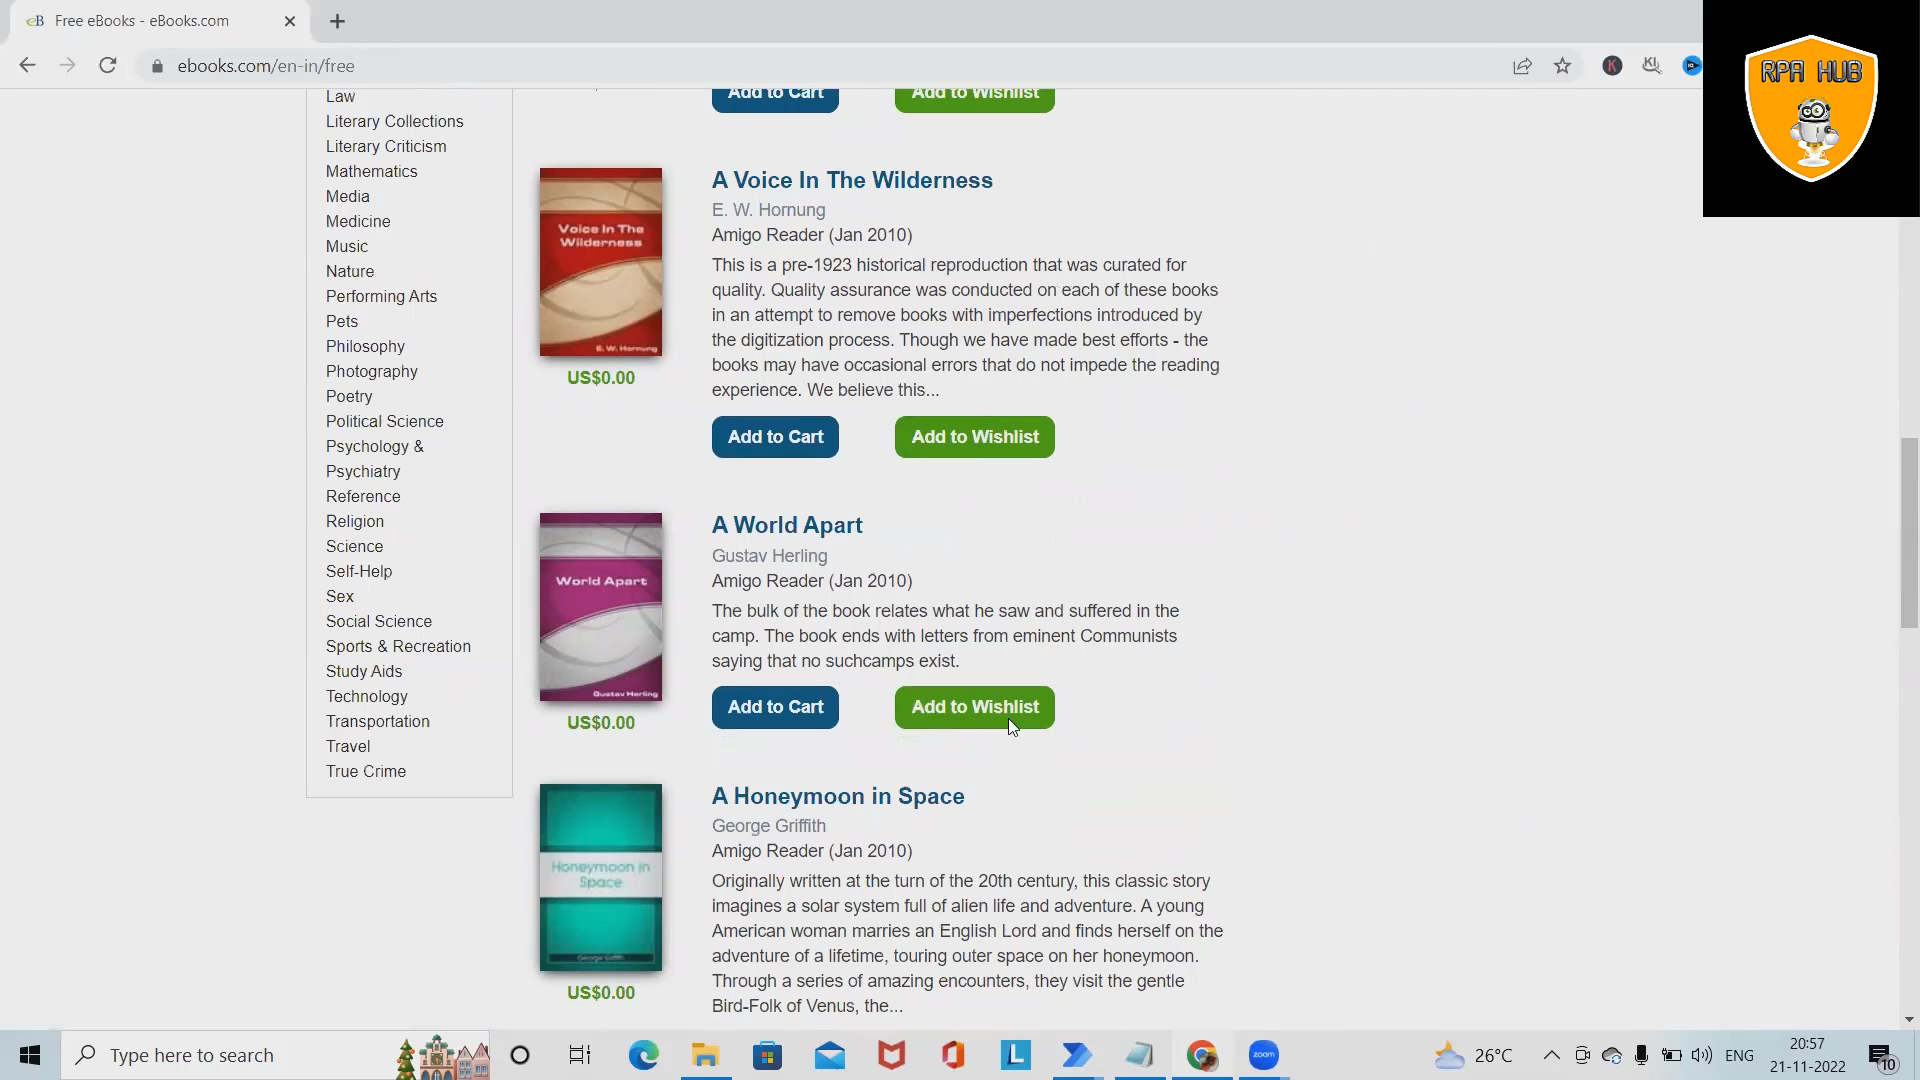 eB Free eBooks - eBooks.com
ebooks.com/en-in/free
RPA HUB
Law
Literary Collections
Literary Criticism
Mathematics
Media
Medicine
Music
Nature
Performing Arts
Pets
Philosophy
Photography
Poetry
Political Science
Psychology &
Psychiatry
Reference
Religion
Science
Self-Help
Sex
Social Science
Sports & Recreation
Study Aids
Technology
Transportation
Travel
True Crime
Add to Cart Add to Wishlist
Voice In The
Wilderness
E. W. Hornung
US$0.00
A Voice In The Wilderness
E. W. Hornung
Amigo Reader (Jan 2010)
This is a pre-1923 historical reproduction that was curated for
quality. Quality assurance was conducted on each of these books
in an attempt to remove books with imperfections introduced by
the digitization process. Though we have made best efforts - the
books may have occasional errors that do not impede the reading
experience. We believe this...
Add to Cart Add to Wishlist
World Apart
Gustav Herling
US$0.00
A World Apart
Gustav Herling
Amigo Reader (Jan 2010)
The bulk of the book relates what he saw and suffered in the
camp. The book ends with letters from eminent Communists
saying that no suchcamps exist.
Add to Cart Add to Wishlist
Honeymoon in
Space
George Griffith
US$0.00
A Honeymoon in Space
George Griffith
Amigo Reader (Jan 2010)
Originally written at the turn of the 20th century, this classic story
imagines a solar system full of alien life and adventure. A young
American woman marries an English Lord and finds herself on the
adventure of a lifetime, touring outer space on her honeymoon.
Through a series of amazing encounters, they visit the gentle
Bird-Folk of Venus, the...
Type here to search
L
zoom
26°C
ENG
20:57
21-11-2022
10